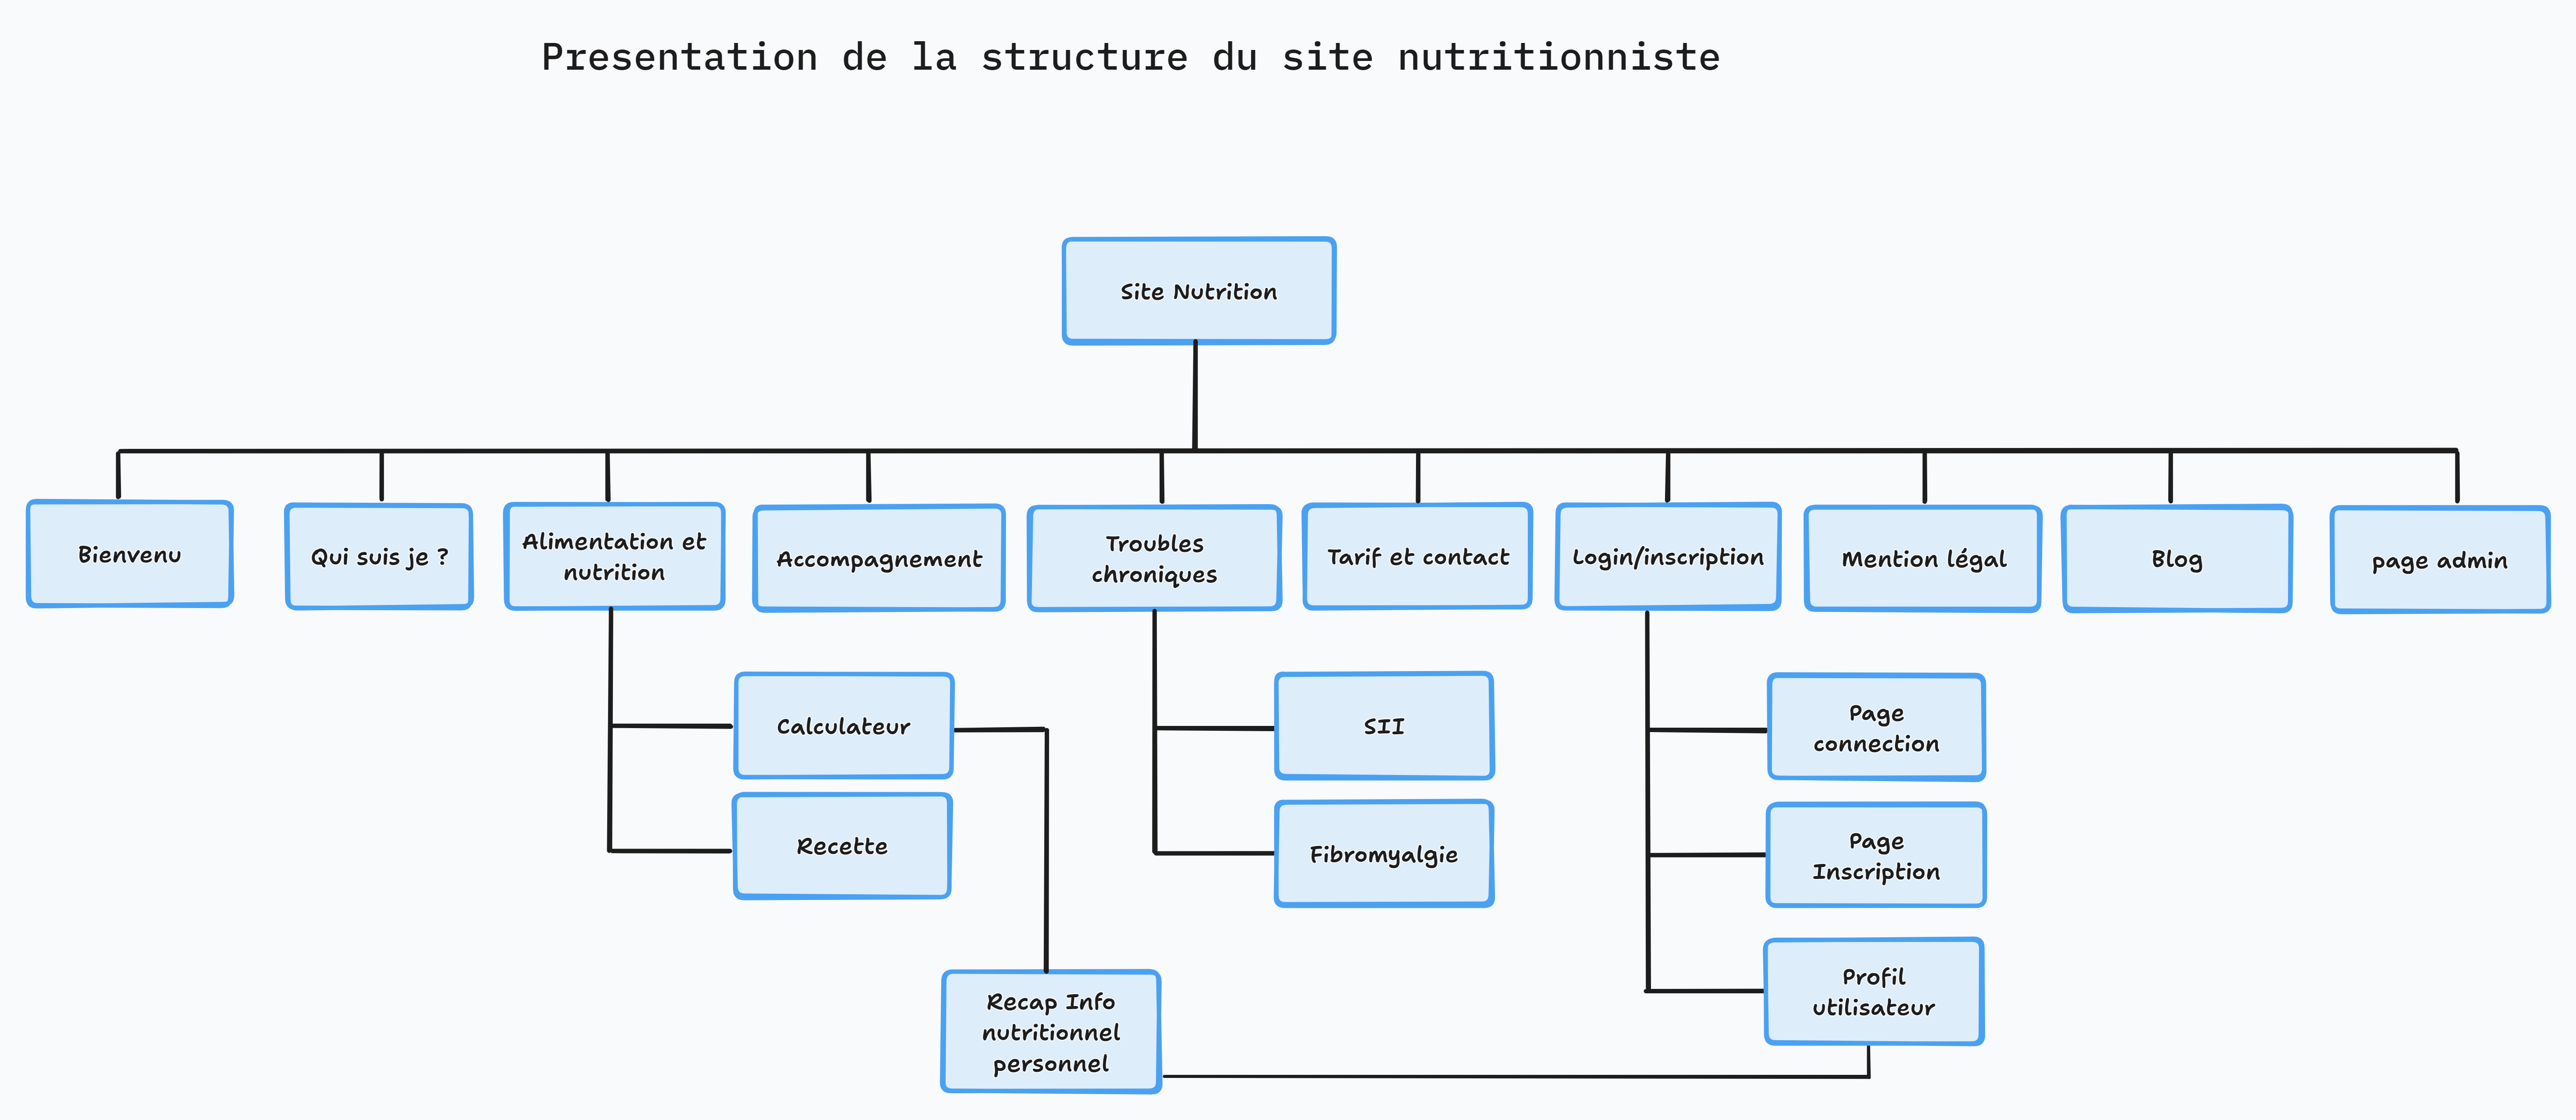 Presentation de la structure du site nutritionniste
Site Nutrition
Bienvenu
Qui suis je ?
Alimentation et
nutrition
Accompagnement
Troubles
chroniques
Tarif et contact
Login/inscription
Mention légal
Blog
page admin
Calculateur
Recette
SII
Fibromyalgie
Page
connection
Page
Inscription
Profil
utilisateur
Recap Info
nutritionnel
personnel